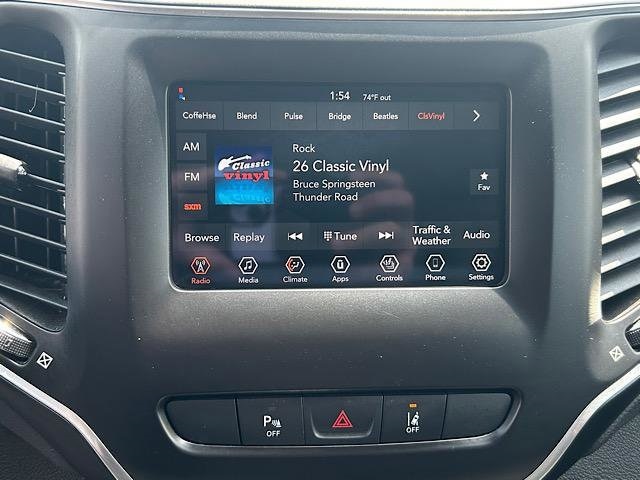 1:54 74°F out
CoffeHse Blend Pulse Bridge Beatles ClsVinyl
AM
FM
sxm
Classic
vinyl
Rock
26 Classic Vinyl
Bruce Springsteen
Thunder Road
Fav
Browse Replay Tune Traffic & Weather Audio
Radio Media Climate Apps Controls Phone Settings
P OFF OFF